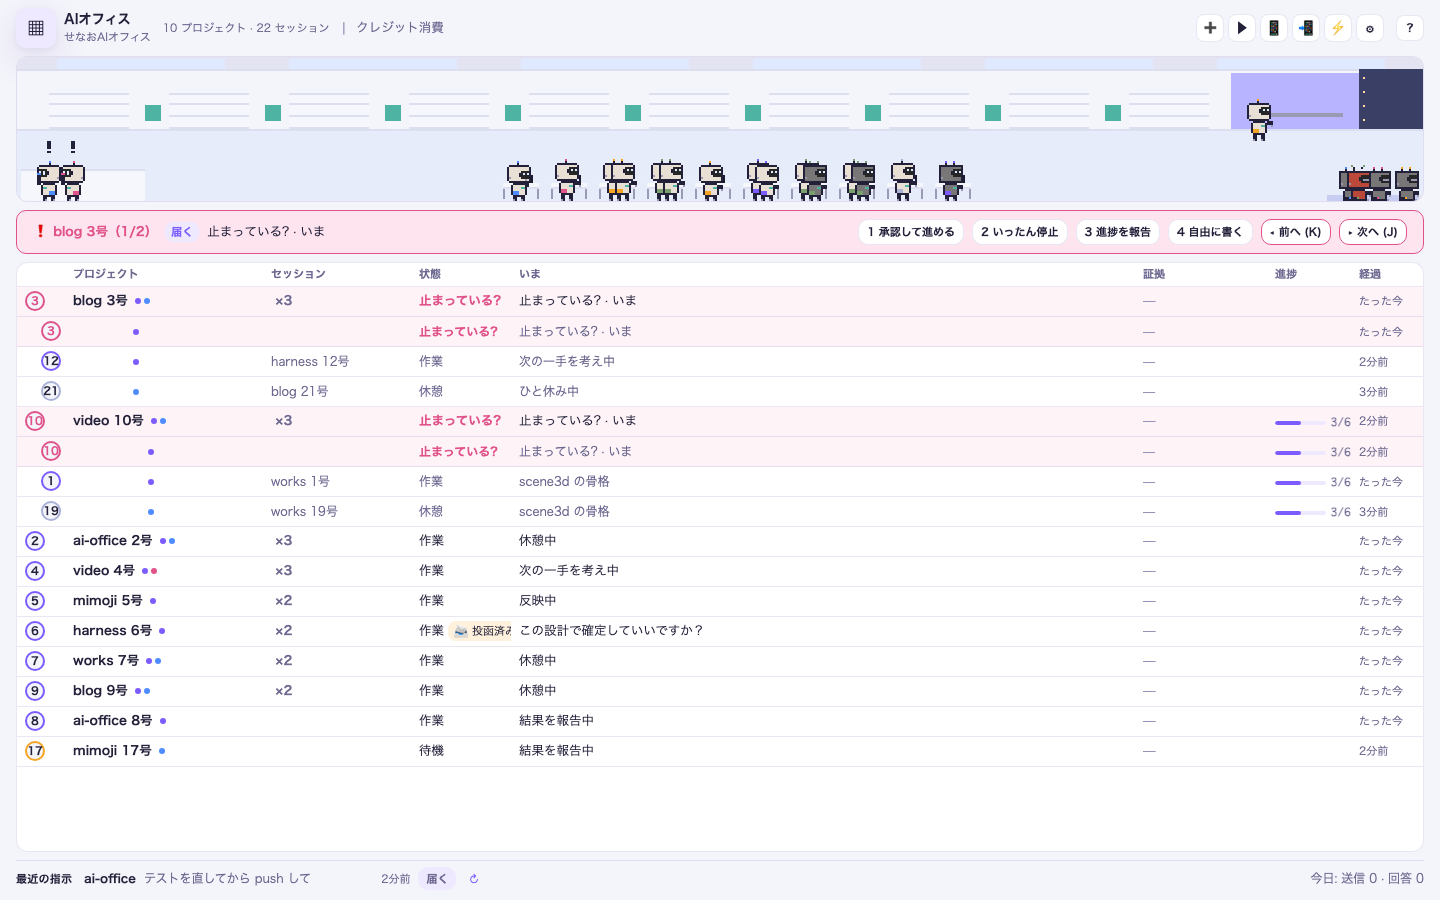 AIオフィス
せなおAIオフィス
10 プロジェクト · 22 セッション | クレジット消費
?
! !
! blog 3号 (1/2) 届く 止まっている? · いま 1 承認して進める 2 いったん停止 3 進捗を報告 4 自由に書く 前へ (K) 次へ (J)
プロジェクト セッション 状態 いま 証拠 進捗 経過
3 blog 3号 ×3 止まっている? 止まっている? · いま — たった今
3 止まっている? 止まっている? · いま — たった今
12 harness 12号 作業 次の一手を考え中 — 2分前
21 blog 21号 休憩 ひと休み中 — 3分前
10 video 10号 ×3 止まっている? 止まっている? · いま — 3/6 2分前
10 止まっている? 止まっている? · いま — 3/6 2分前
1 works 1号 作業 scene3d の骨格 — 3/6 たった今
19 works 19号 休憩 scene3d の骨格 — 3/6 3分前
2 ai-office 2号 ×3 作業 休憩中 — たった今
4 video 4号 ×3 作業 次の一手を考え中 — たった今
5 mimoji 5号 ×2 作業 反映中 — たった今
6 harness 6号 ×2 作業 投函済み この設計で確定していいですか？ — たった今
7 works 7号 ×2 作業 休憩中 — たった今
9 blog 9号 ×2 作業 休憩中 — たった今
8 ai-office 8号 作業 結果を報告中 — たった今
17 mimoji 17号 待機 結果を報告中 — 2分前
最近の指示 ai-office テストを直してから push して 2分前 届く ↻ 今日: 送信 0 · 回答 0